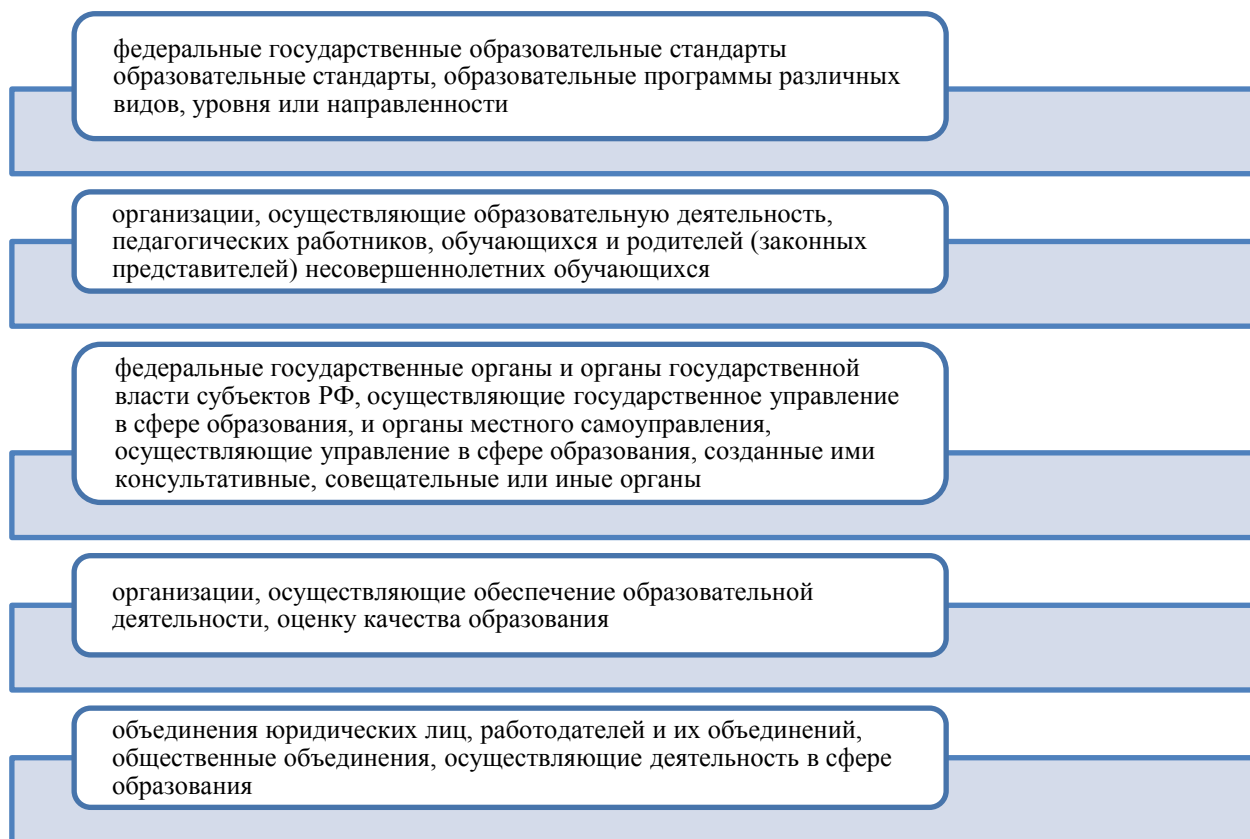 федеральные государственные образовательные стандарты
образовательные стандарты, образовательные программы различных
видов, уровня или направленности
организации, осуществляющие образовательную деятельность,
педагогических работников, обучающихся и родителей (законных
представителей) несовершеннолетних обучающихся
федеральные государственные органы и органы государственной
власти субъектов РФ, осуществляющие государственное управление
в сфере образования, и органы местного самоуправления,
осуществляющие управление в сфере образования, созданные ими
консультативные, совещательные или иные органы
организации, осуществляющие обеспечение образовательной
деятельности, оценку качества образования
объединения юридических лиц, работодателей и их объединений,
общественные объединения, осуществляющие деятельность в сфере
образования